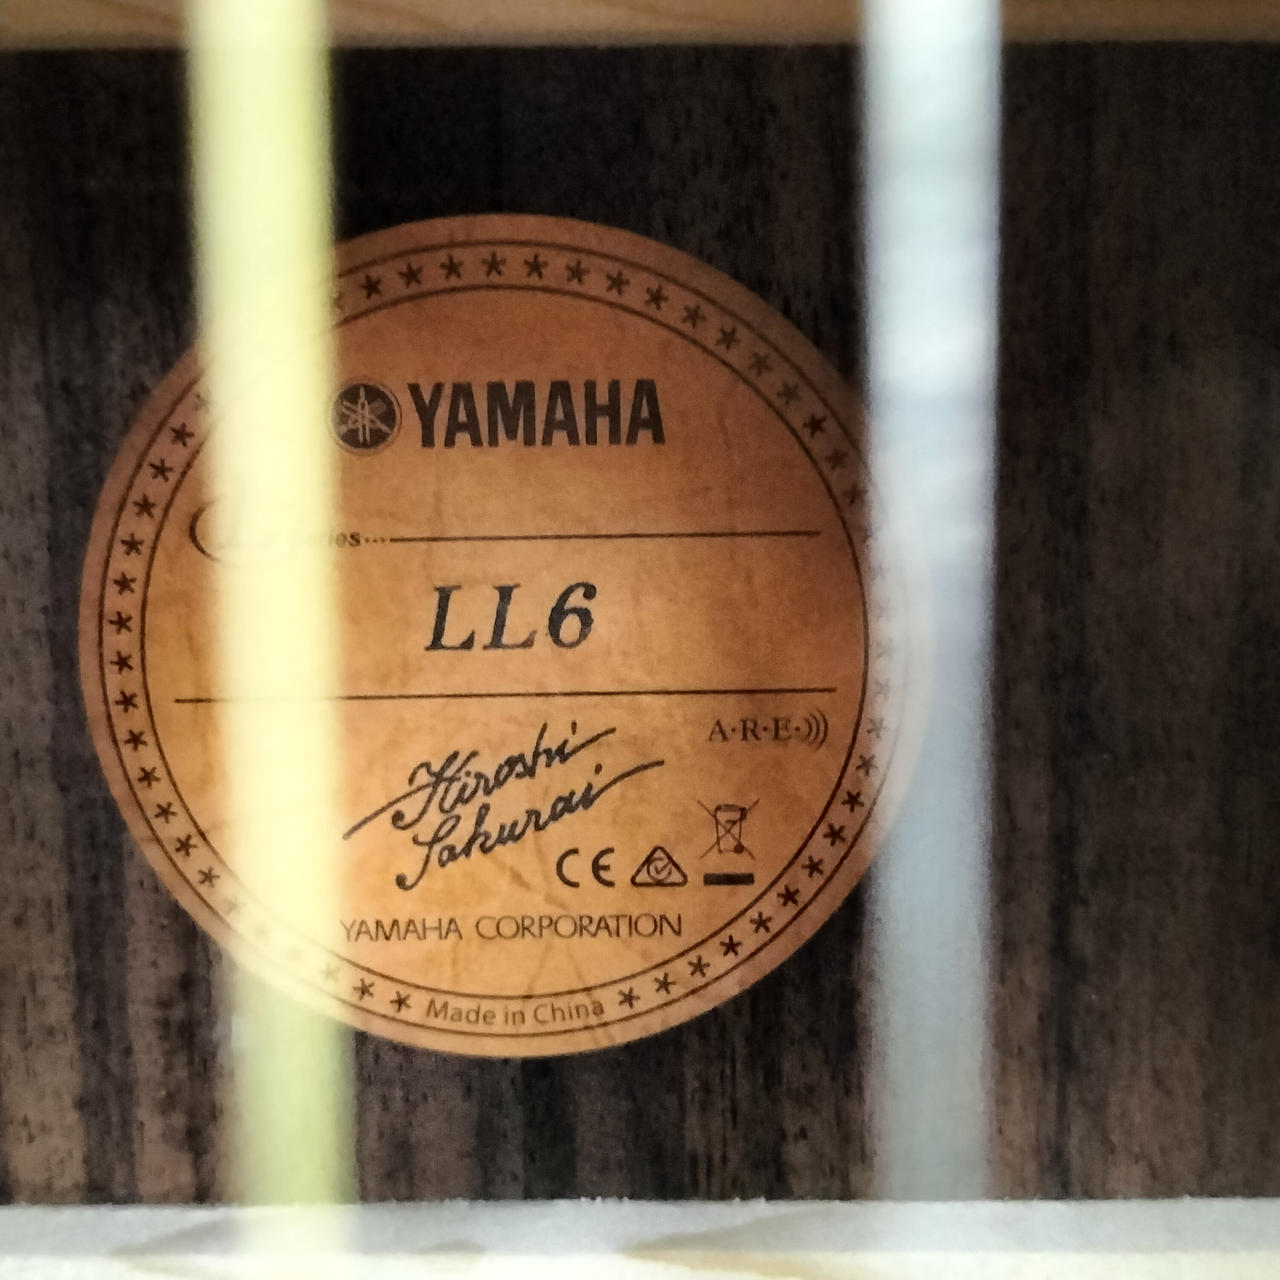 YAMAHA
LL6
A·R·E·)))
Hiroshi
Sakurai
CE
YAMAHA CORPORATION
Made in China